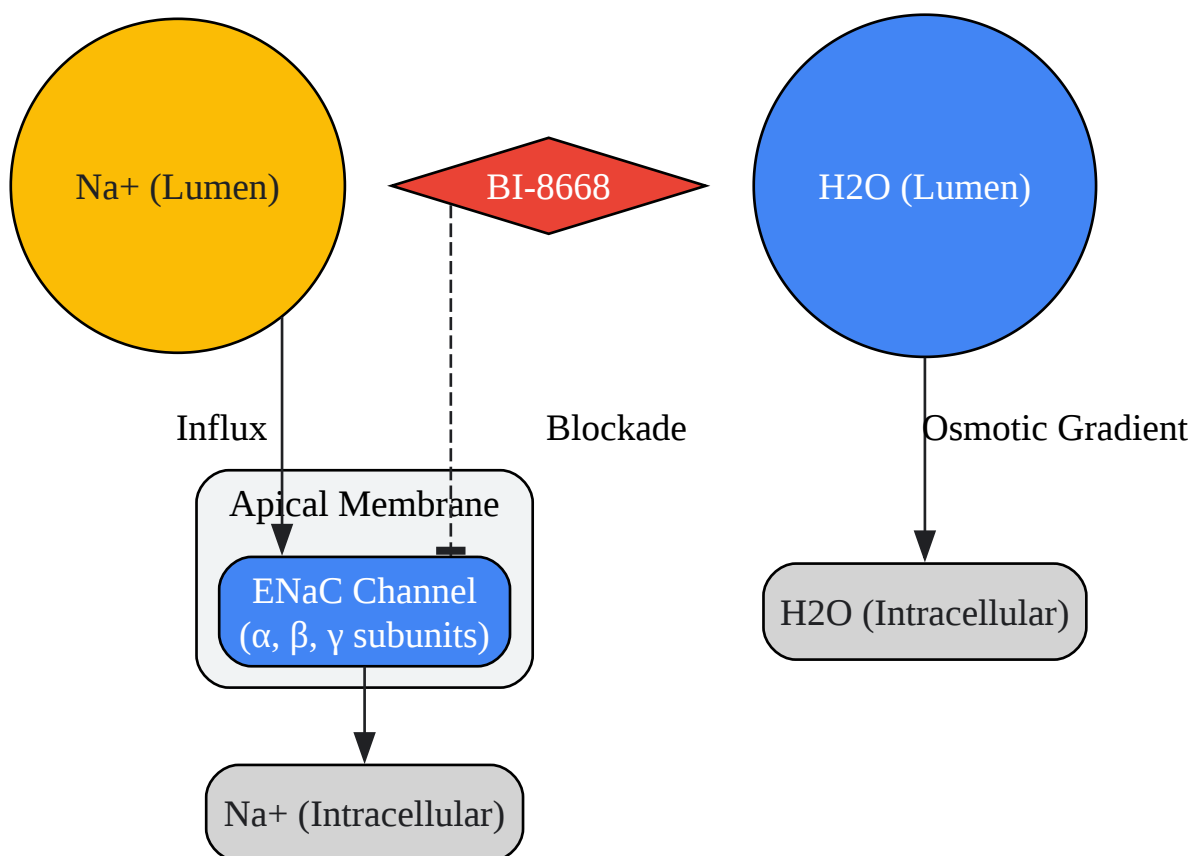 Na+ (Lumen)
BI-8668
H2O (Lumen)
Influx
Blockade
Osmotic Gradient
Apical Membrane
ENaC Channel
(α, β, γ subunits)
H2O (Intracellular)
Na+ (Intracellular)